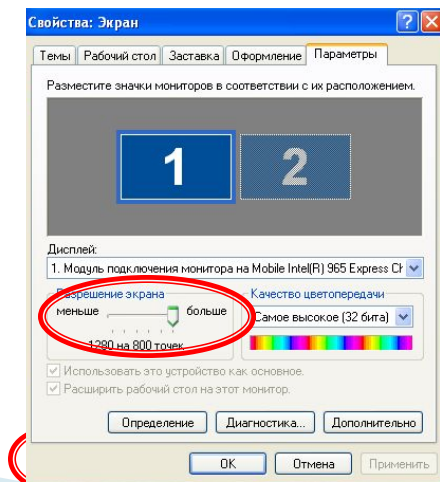 Свойства: Экран
Темы Рабочий стол Заставка Оформление Параметры
Разместите значки мониторов в соответствии с их расположением.
1 2
Дисплей:
1. Модуль подключения монитора на Mobile Intel(R) 965 Express Ch
Разрешение экрана Качество цветопередачи
меньше больше Самое высокое (32 бита)
1280 на 800 точек
Использовать это устройство как основное.
Расширить рабочий стол на этот монитор.
Определение Диагностика... Дополнительно
OK Отмена Применить